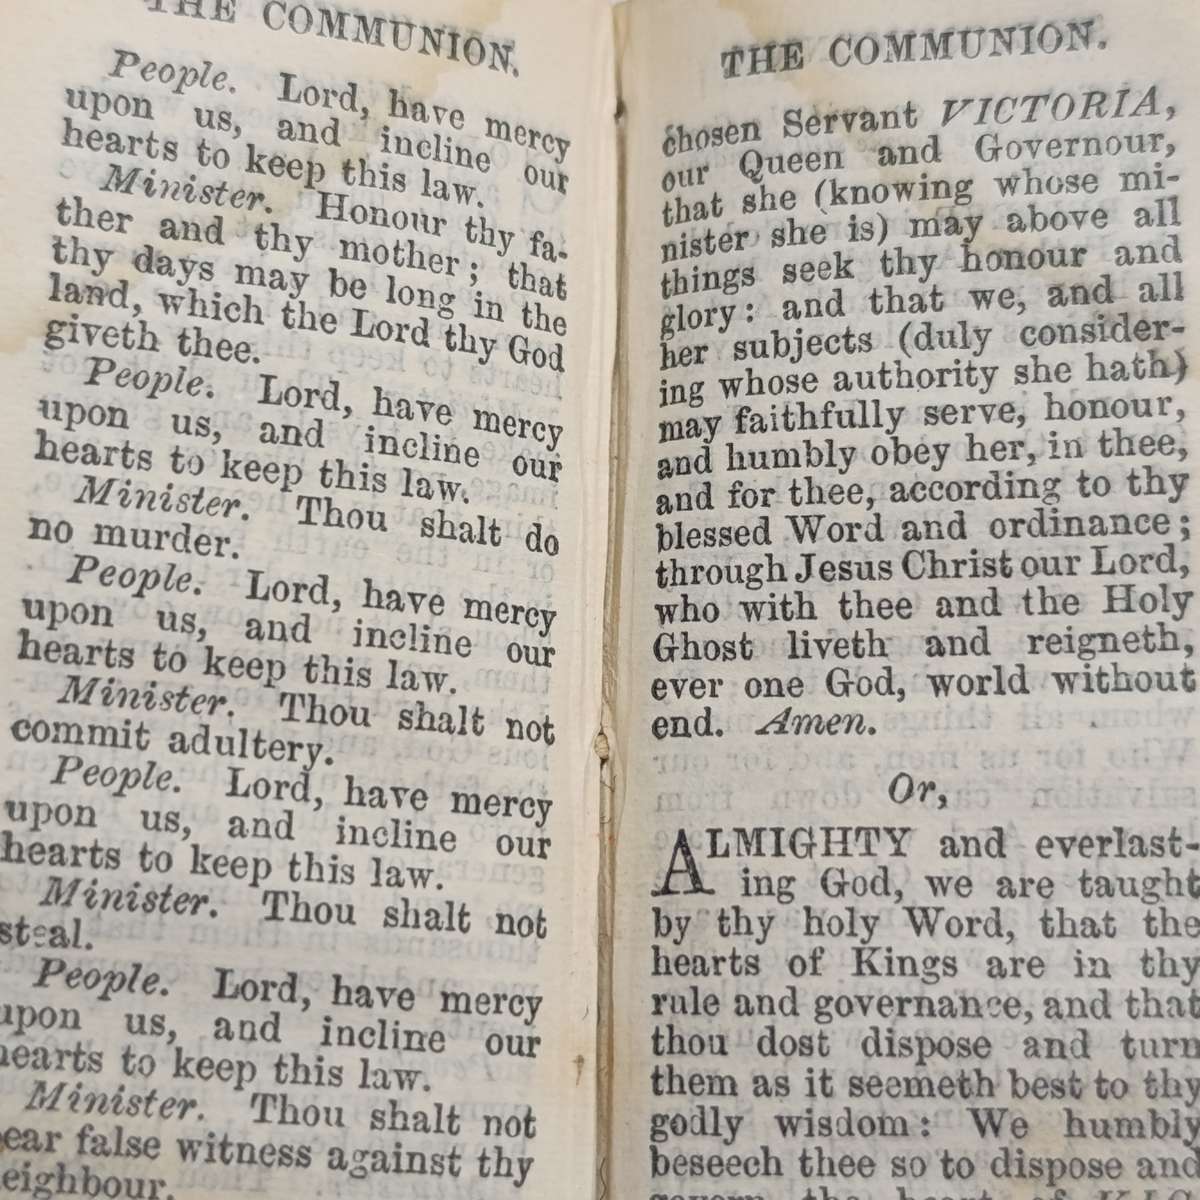 THE COMMUNION.
People. Lord, have mercy
upon us, and incline our
hearts to keep this law.
Minister. Honour thy fa-
ther and thy mother; that
thy days may be long in the
land, which the Lord thy God
giveth thee.
People. Lord, have mercy
upon us, and incline our
hearts to keep this law.
Minister. Thou shalt do
no murder.
People. Lord, have mercy
upon us, and incline our
hearts to keep this law.
Minister. Thou shalt not
commit adultery.
People. Lord, have mercy
upon us, and incline our
hearts to keep this law.
Minister. Thou shalt not
steal.
People. Lord, have mercy
upon us, and incline our
hearts to keep this law.
Minister. Thou shalt not
bear false witness against thy
neighbour.
THE COMMUNION.
chosen Servant VICTORIA,
our Queen and Governour,
that she (knowing whose mi-
nister she is) may above all
things seek thy honour and
glory: and that we, and all
her subjects (duly consider-
ing whose authority she hath)
may faithfully serve, honour,
and humbly obey her, in thee,
and for thee, according to thy
blessed Word and ordinance;
through Jesus Christ our Lord,
who with thee and the Holy
Ghost liveth and reigneth,
ever one God, world without
end. Amen.
Or,
ALMIGHTY and everlast-
ing God, we are taught
by thy holy Word, that the
hearts of Kings are in thy
rule and governance, and that
thou dost dispose and turn
them as it seemeth best to thy
godly wisdom: We humbly
beseech thee so to dispose and
the heart of